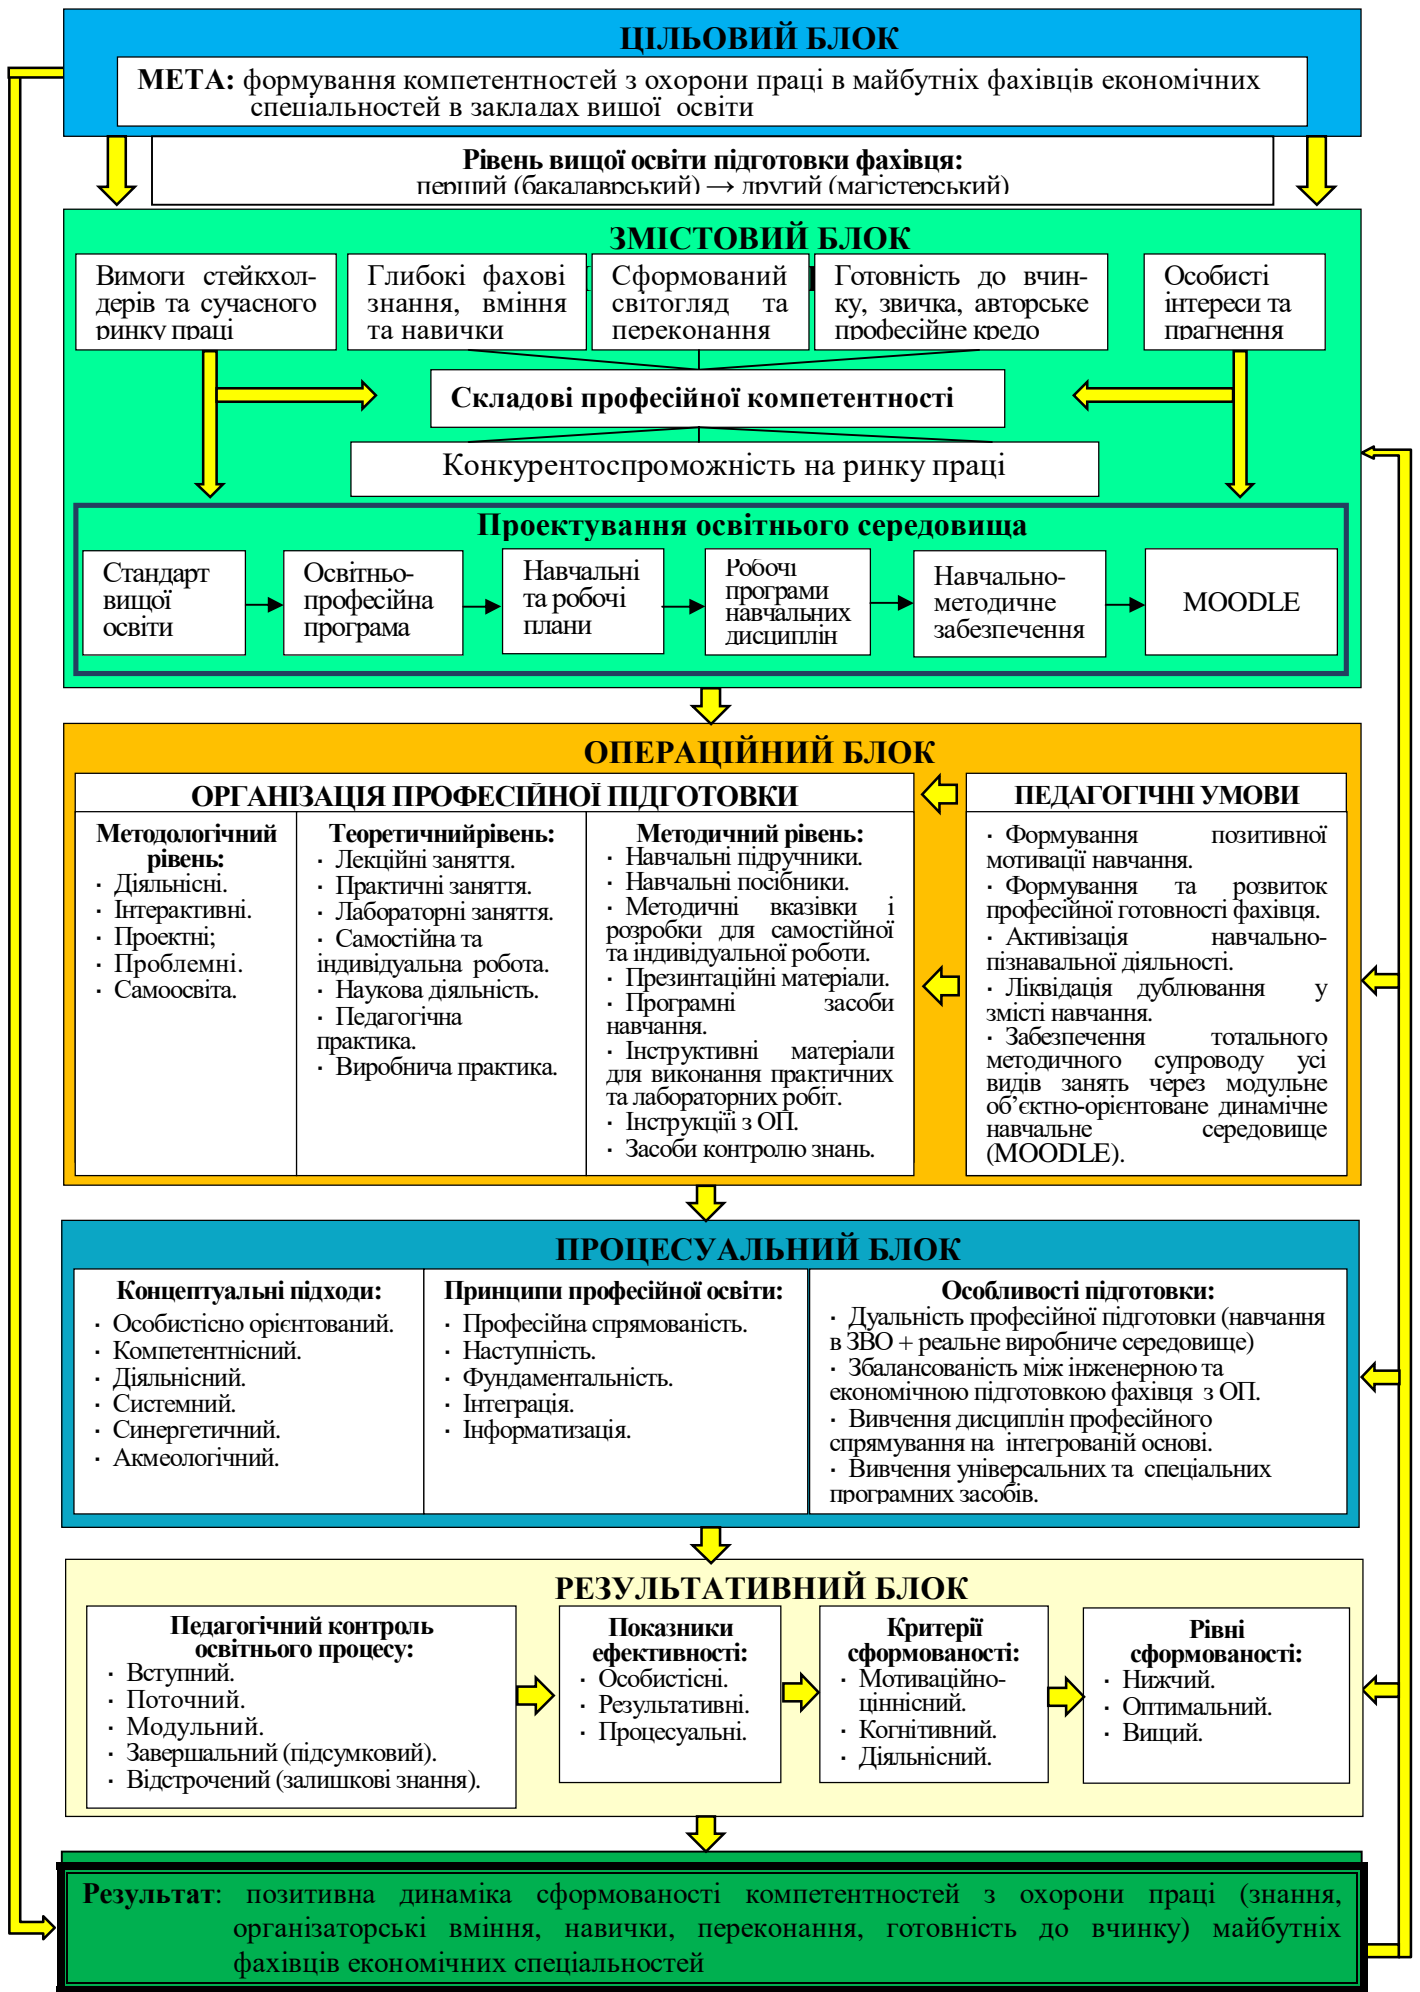 ЦІЛЬОВИЙ БЛОК
МЕТА: формування компетентностей з охорони праці в майбутніх фахівців економічних
спеціальностей в закладах вищої освіти
Рівень вищої освіти підготовки фахівця:
перший (бакалаврський) → другий (магістерський)
ЗМІСТОВИЙ БЛОК
Вимоги стейкхол-
дерів та сучасного
ринку праці
Глибокі фахові
знання, вміння
та навички
Сформований
світогляд та
переконання
Готовність до вчин-
ку, звичка, авторське
професійне кредо
Особисті
інтереси та
прагнення
Складові професійної компетентності
Конкурентоспроможність на ринку праці
Проектування освітнього середовища
Стандарт
вищої
освіти
Освітньо-
професійна
програма
Навчальні
та робочі
плани
Робочі
програми
навчальних
дисциплін
Навчально-
методичне
забезпечення
MOODLE
ОПЕРАЦІЙНИЙ БЛОК
ОРГАНІЗАЦІЯ ПРОФЕСІЙНОЇ ПІДГОТОВКИ
Методологічний
рівень:
· Діяльнісні.
· Інтерактивні.
· Проектні;
· Проблемні.
· Самоосвіта.
Теоретичнийрівень:
· Лекційні заняття.
· Практичні заняття.
· Лабораторні заняття.
· Самостійна та
індивідуальна робота.
· Наукова діяльність.
· Педагогічна
практика.
· Виробнича практика.
Методичний рівень:
· Навчальні підручники.
· Навчальні посібники.
· Методичні вказівки і
розробки для самостійної
та індивідуальної роботи.
· Презинтаційні матеріали.
· Програмні засоби
навчання.
· Інструктивні матеріали
для виконання практичних
та лабораторних робіт.
· Інструкціїі з ОП.
· Засоби контролю знань.
ПЕДАГОГІЧНІ УМОВИ
· Формування позитивної
мотивації навчання.
· Формування та розвиток
професійної готовності фахівця.
· Активізація навчально-
пізнавальної діяльності.
· Ліквідація дублювання у
змісті навчання.
· Забезпечення тотального
методичного супроводу усі
видів занять через модульне
об’єктно-орієнтоване динамічне
навчальне середовище
(MOODLE).
ПРОЦЕСУАЛЬНИЙ БЛОК
Концептуальні підходи:
· Особистісно орієнтований.
· Компетентнісний.
· Діяльнісний.
· Системний.
· Синергетичний.
· Акмеологічний.
Принципи професійної освіти:
· Професійна спрямованість.
· Наступність.
· Фундаментальність.
· Інтеграція.
· Інформатизація.
Особливості підготовки:
· Дуальність професійної підготовки (навчання
в ЗВО + реальне виробниче середовище)
· Збалансованість між інженерною та
економічною підготовкою фахівця з ОП.
· Вивчення дисциплін професійного
спрямування на інтегрованій основі.
· Вивчення універсальних та спеціальних
програмних засобів.
РЕЗУЛЬТАТИВНИЙ БЛОК
Педагогічний контроль
освітнього процесу:
· Вступний.
· Поточний.
· Модульний.
· Завершальний (підсумковий).
· Відстрочений (залишкові знання).
Показники
ефективності:
· Особистісні.
· Результативні.
· Процесуальні.
Критерії
сформованості:
· Мотиваційно-
ціннісний.
· Когнітивний.
· Діяльнісний.
Рівні
сформованості:
· Нижчий.
· Оптимальний.
· Вищий.
Результат: позитивна динаміка сформованості компетентностей з охорони праці (знання,
організаторські вміння, навички, переконання, готовність до вчинку) майбутніх
фахівців економічних спеціальностей